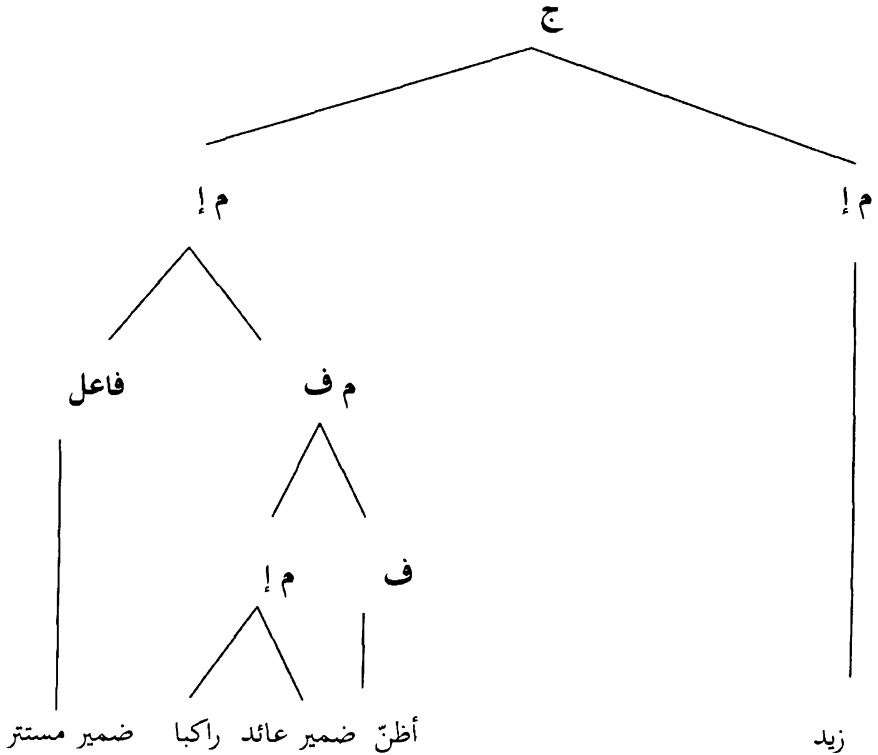 ج
م إ م إ
م ف فاعل
ف م إ
زيد أظنّ ضمير عائد راكبا ضمير مستتر